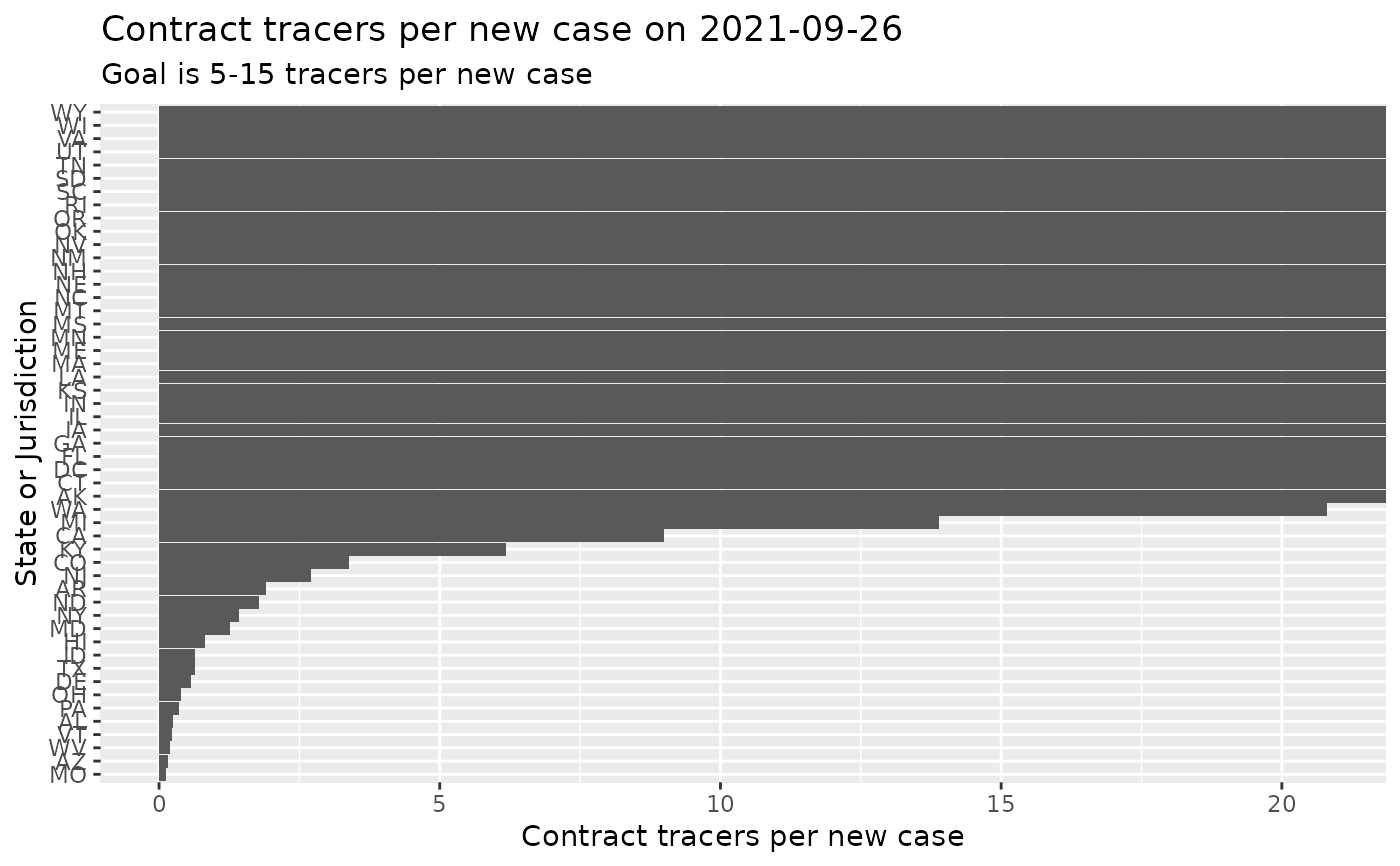 Contract tracers per new case on 2021-09-26
Goal is 5-15 tracers per new case
State or Jurisdiction
WY
WI
VA
UT
TN
SD
SC
RI
OR
OK
NV
NM
NH
NE
NC
MT
MS
MN
ME
MA
LA
KS
IN
IL
IA
GA
FL
DC
CT
AK
WA
MI
CA
KY
CO
NJ
AR
ND
NY
MD
HI
ID
TX
DE
OH
PA
AL
VT
WV
AZ
MO
0 5 10 15 20
Contract tracers per new case